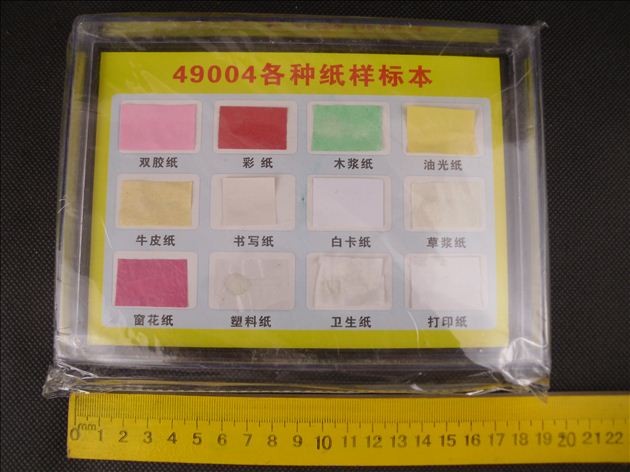 49004各种纸样标本
双胶纸 彩 纸 木浆纸 油光纸
牛皮纸 书写纸 白卡纸 草浆纸
窗花纸 塑料纸 卫生纸 打印纸
mm
0 1 2 3 4 5 6 7 8 9 10 11 12 13 14 15 16 17 18 19 20 21 22